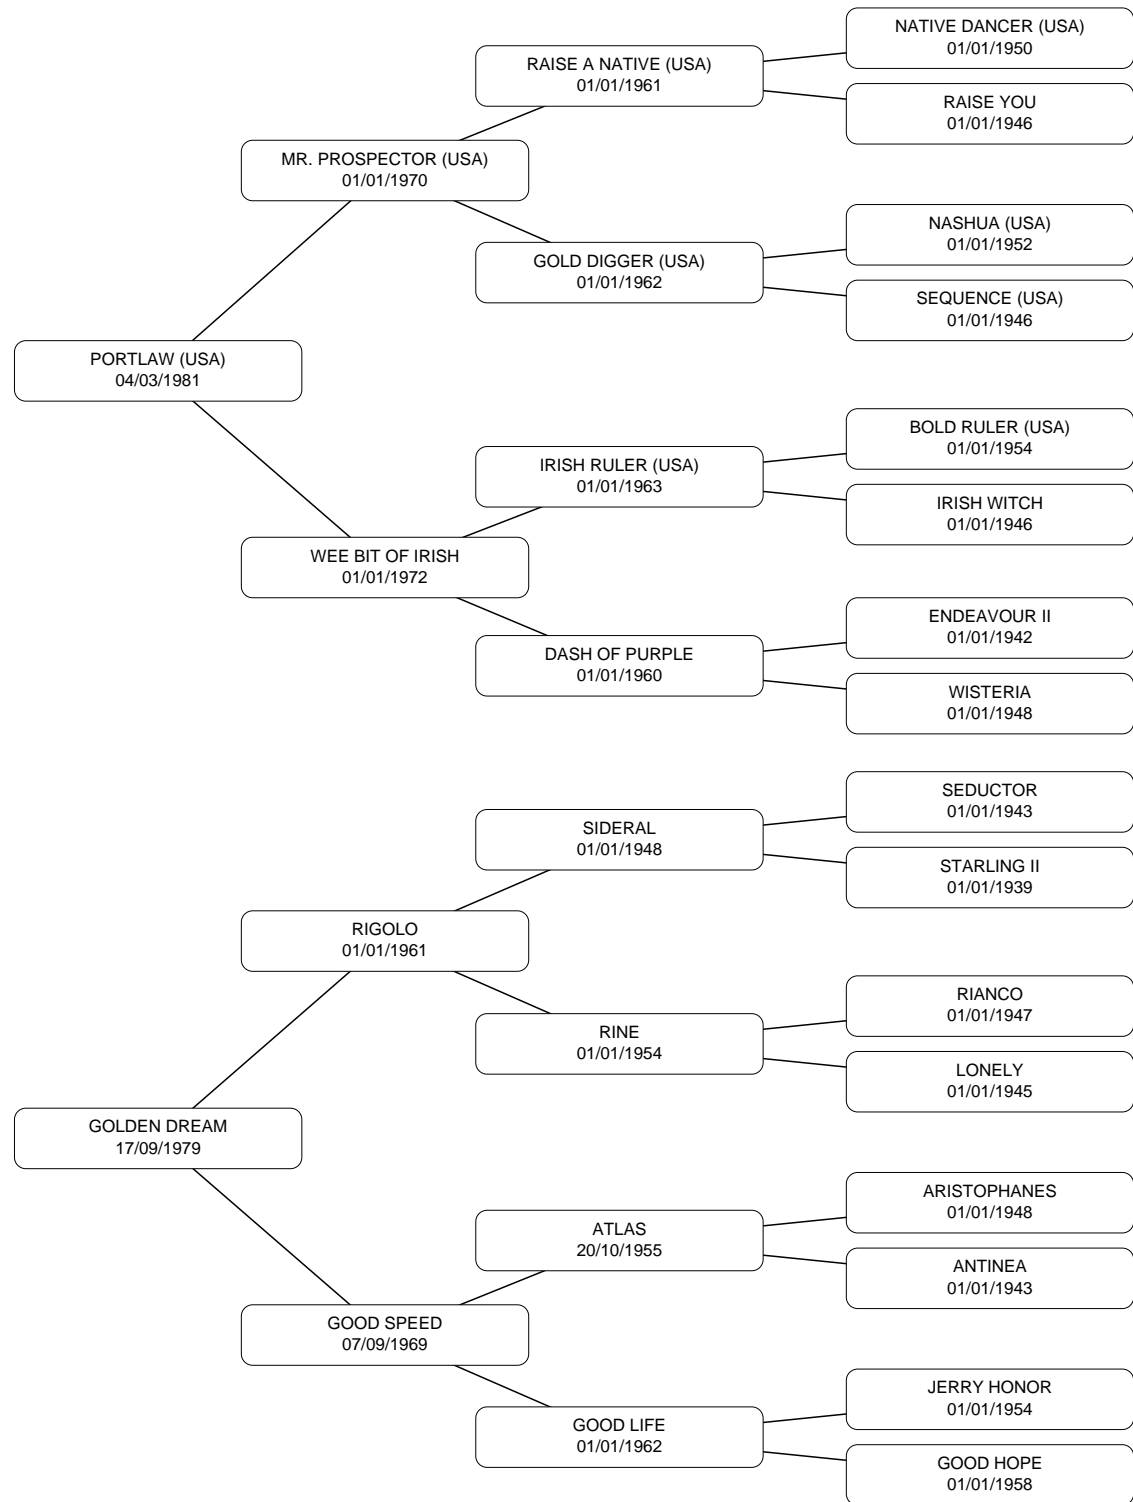 NATIVE DANCER (USA)
01/01/1950
RAISE A NATIVE (USA)
01/01/1961
RAISE YOU
01/01/1946
MR. PROSPECTOR (USA)
01/01/1970
NASHUA (USA)
01/01/1952
GOLD DIGGER (USA)
01/01/1962
SEQUENCE (USA)
01/01/1946
PORTLAW (USA)
04/03/1981
BOLD RULER (USA)
01/01/1954
IRISH RULER (USA)
01/01/1963
IRISH WITCH
01/01/1946
WEE BIT OF IRISH
01/01/1972
ENDEAVOUR II
01/01/1942
DASH OF PURPLE
01/01/1960
WISTERIA
01/01/1948
SEDUCTOR
01/01/1943
SIDERAL
01/01/1948
STARLING II
01/01/1939
RIGOLO
01/01/1961
RIANCO
01/01/1947
RINE
01/01/1954
LONELY
01/01/1945
GOLDEN DREAM
17/09/1979
ARISTOPHANES
01/01/1948
ATLAS
20/10/1955
ANTINEA
01/01/1943
GOOD SPEED
07/09/1969
JERRY HONOR
01/01/1954
GOOD LIFE
01/01/1962
GOOD HOPE
01/01/1958